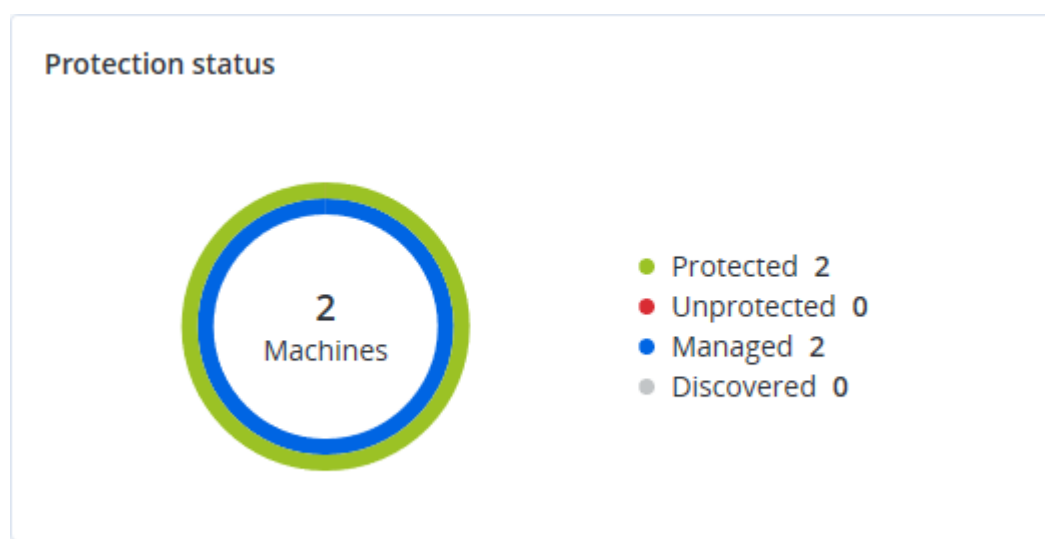 Protection status
2
Machines
Protected 2
Unprotected 0
Managed 2
Discovered 0